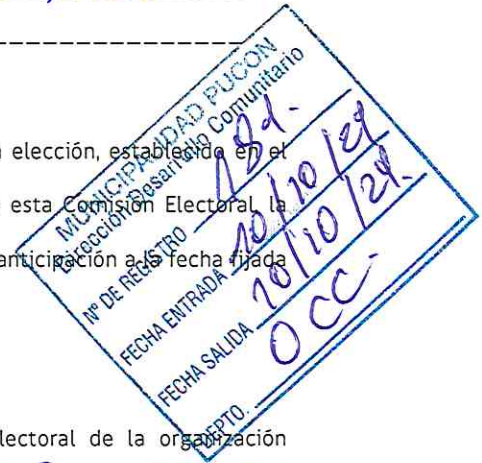 elección, establecido en el
esta Comisión Electoral, la
anticipación a la fecha fijada
lectoral de la organización
MUNICIPALIDAD PUCON
Dirección Desarrollo Comunitario
Nº DE REGISTRO
FECHA ENTRADA 10/10/24
FECHA SALIDA 10/10/24.
DEPTO. OCC.